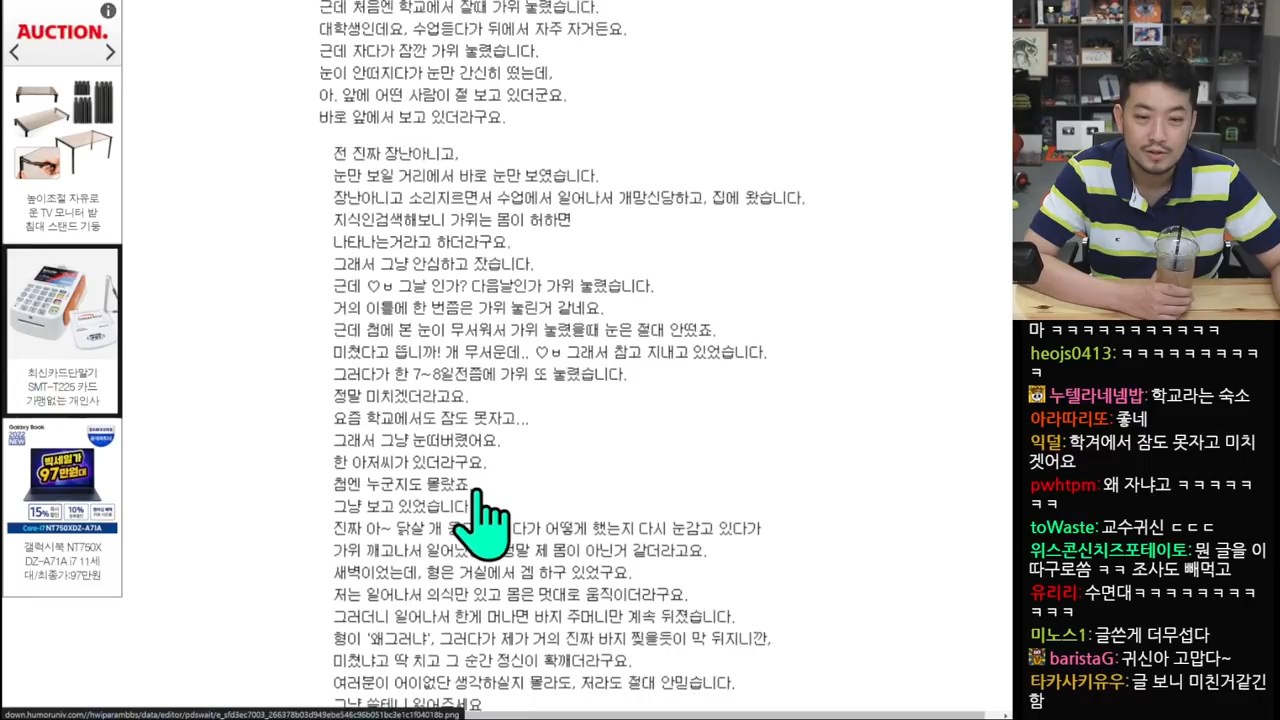 근데 처음엔 학교에서 잘때 가위 눌렸습니다.
대학생인데요, 수업듣다가 뒤에서 자주 자거든요.
근데 자다가 잠깐 가위 눌렸습니다.
눈이 안떠지다가 눈만 간신히 떴는데,
아. 앞에 어떤 사람이 절 보고 있더군요.
바로 앞에서 보고 있더라구요.
전 진짜 장난아니고,
눈만 보일 거리에서 바로 눈만 보였습니다.
장난아니고 소리지르면서 수업에서 일어나서 개망신당하고, 집에 왔습니다.
지식인검색해보니 가위는 몸이 허하면
나타나는거라고 하더라구요.
그래서 그냥 안심하고 잤습니다.
근데 ♡ㅂ 그날 인가? 다음날인가 가위 눌렸습니다.
거의 이틀에 한 번쯤은 가위 눌린거 같네요.
근데 첨에 본 눈이 무서워서 가위 눌렸을때 눈은 절대 안떴죠.
미쳤다고 뜹니까! 개 무서운데.. ♡ㅂ 그래서 참고 지내고 있었습니다.
그러다가 한 7~8일전쯤에 가위 또 눌렸습니다.
정말 미치겟더라고요.
요즘 학교에서도 잠도 못자고...
그래서 그냥 눈떠버렸어요.
한 아저씨가 있더라구요.
첨엔 누군지도 몰랐죠
그냥 보고 있었습니다
진짜 아~ 닭살 개 다가 어떻게 했는지 다시 눈감고 있다가
가위 깨고나서 제 몸이 아닌거 같더라고요.
새벽이었는데, 형은 거실에서 겜 하구 있었구요.
저는 일어나서 의식만 있고 몸은 멋대로 움직이더라구요.
그러더니 일어나서 한게 머냐면 바지 주머니만 계속 뒤졌습니다.
형이 '왜그러냐', 그러다가 제가 거의 진짜 바지 찢을듯이 막 뒤지니깐,
미쳤냐고 딱 치고 그 순간 정신이 확깨더라구요.
여러분이 어이없단 생각하실지 몰라도, 저라도 절대 안믿습니다.
그냥 쓸테니 읽어주세요
AUCTION.
높이조절 자유로
운 TV 모니터 받
침대 스탠드 기둥
최신카드단말기
SMT-T225 카드
가맹없는 개인사
Galaxy Book
2022
NEW
SAMSUNG
빅세일가
97만원대
15%
Core-i7 NT750XDZ-A71A
갤럭시북 NT750X
DZ-A71A i7 11세
대/최종가:97만원
마 ㅋㅋㅋㅋㅋㅋㅋㅋㅋㅋㅋ
heojs0413: ㅋㅋㅋㅋㅋㅋㅋㅋㅋ
ㅋ
누텔라네넴밥: 학교라는 숙소
아라따리또: 좋네
익덜: 학겨에서 잠도 못자고 미치
겟어요
pwhtpm: 왜 자냐고 ㅋㅋㅋㅋㅋ
ㅋㅋ
toWaste: 교수귀신 ㄷㄷㄷ
위스콘신치즈포테이토: 뭔 글을 이
따구로씀 ㅋㅋ 조사도 빼먹고
유리리: 수면대ㅋㅋㅋㅋㅋㅋㅋㅋ
ㅋㅋㅋ
미노스1: 글쓴게 더무섭다
baristaG: 귀신아 고맙다~
타카사키유우: 글 보니 미친거같긴
함